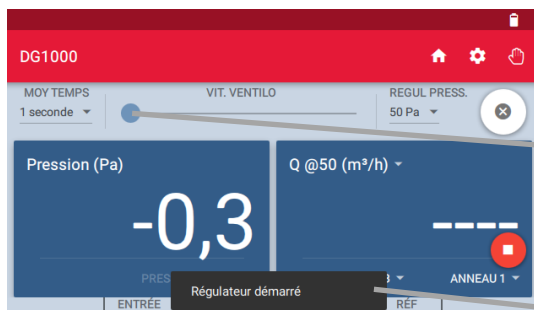 DG1000
MOY TEMPS
VIT. VENTILO
REGUL PRESS.
1 seconde
50 Pa
Pression (Pa)
Q @50 (m³/h)
-0,3
----
PRES
ANNEAU 1
Régulateur démarré
ENTRÉE
RÉF